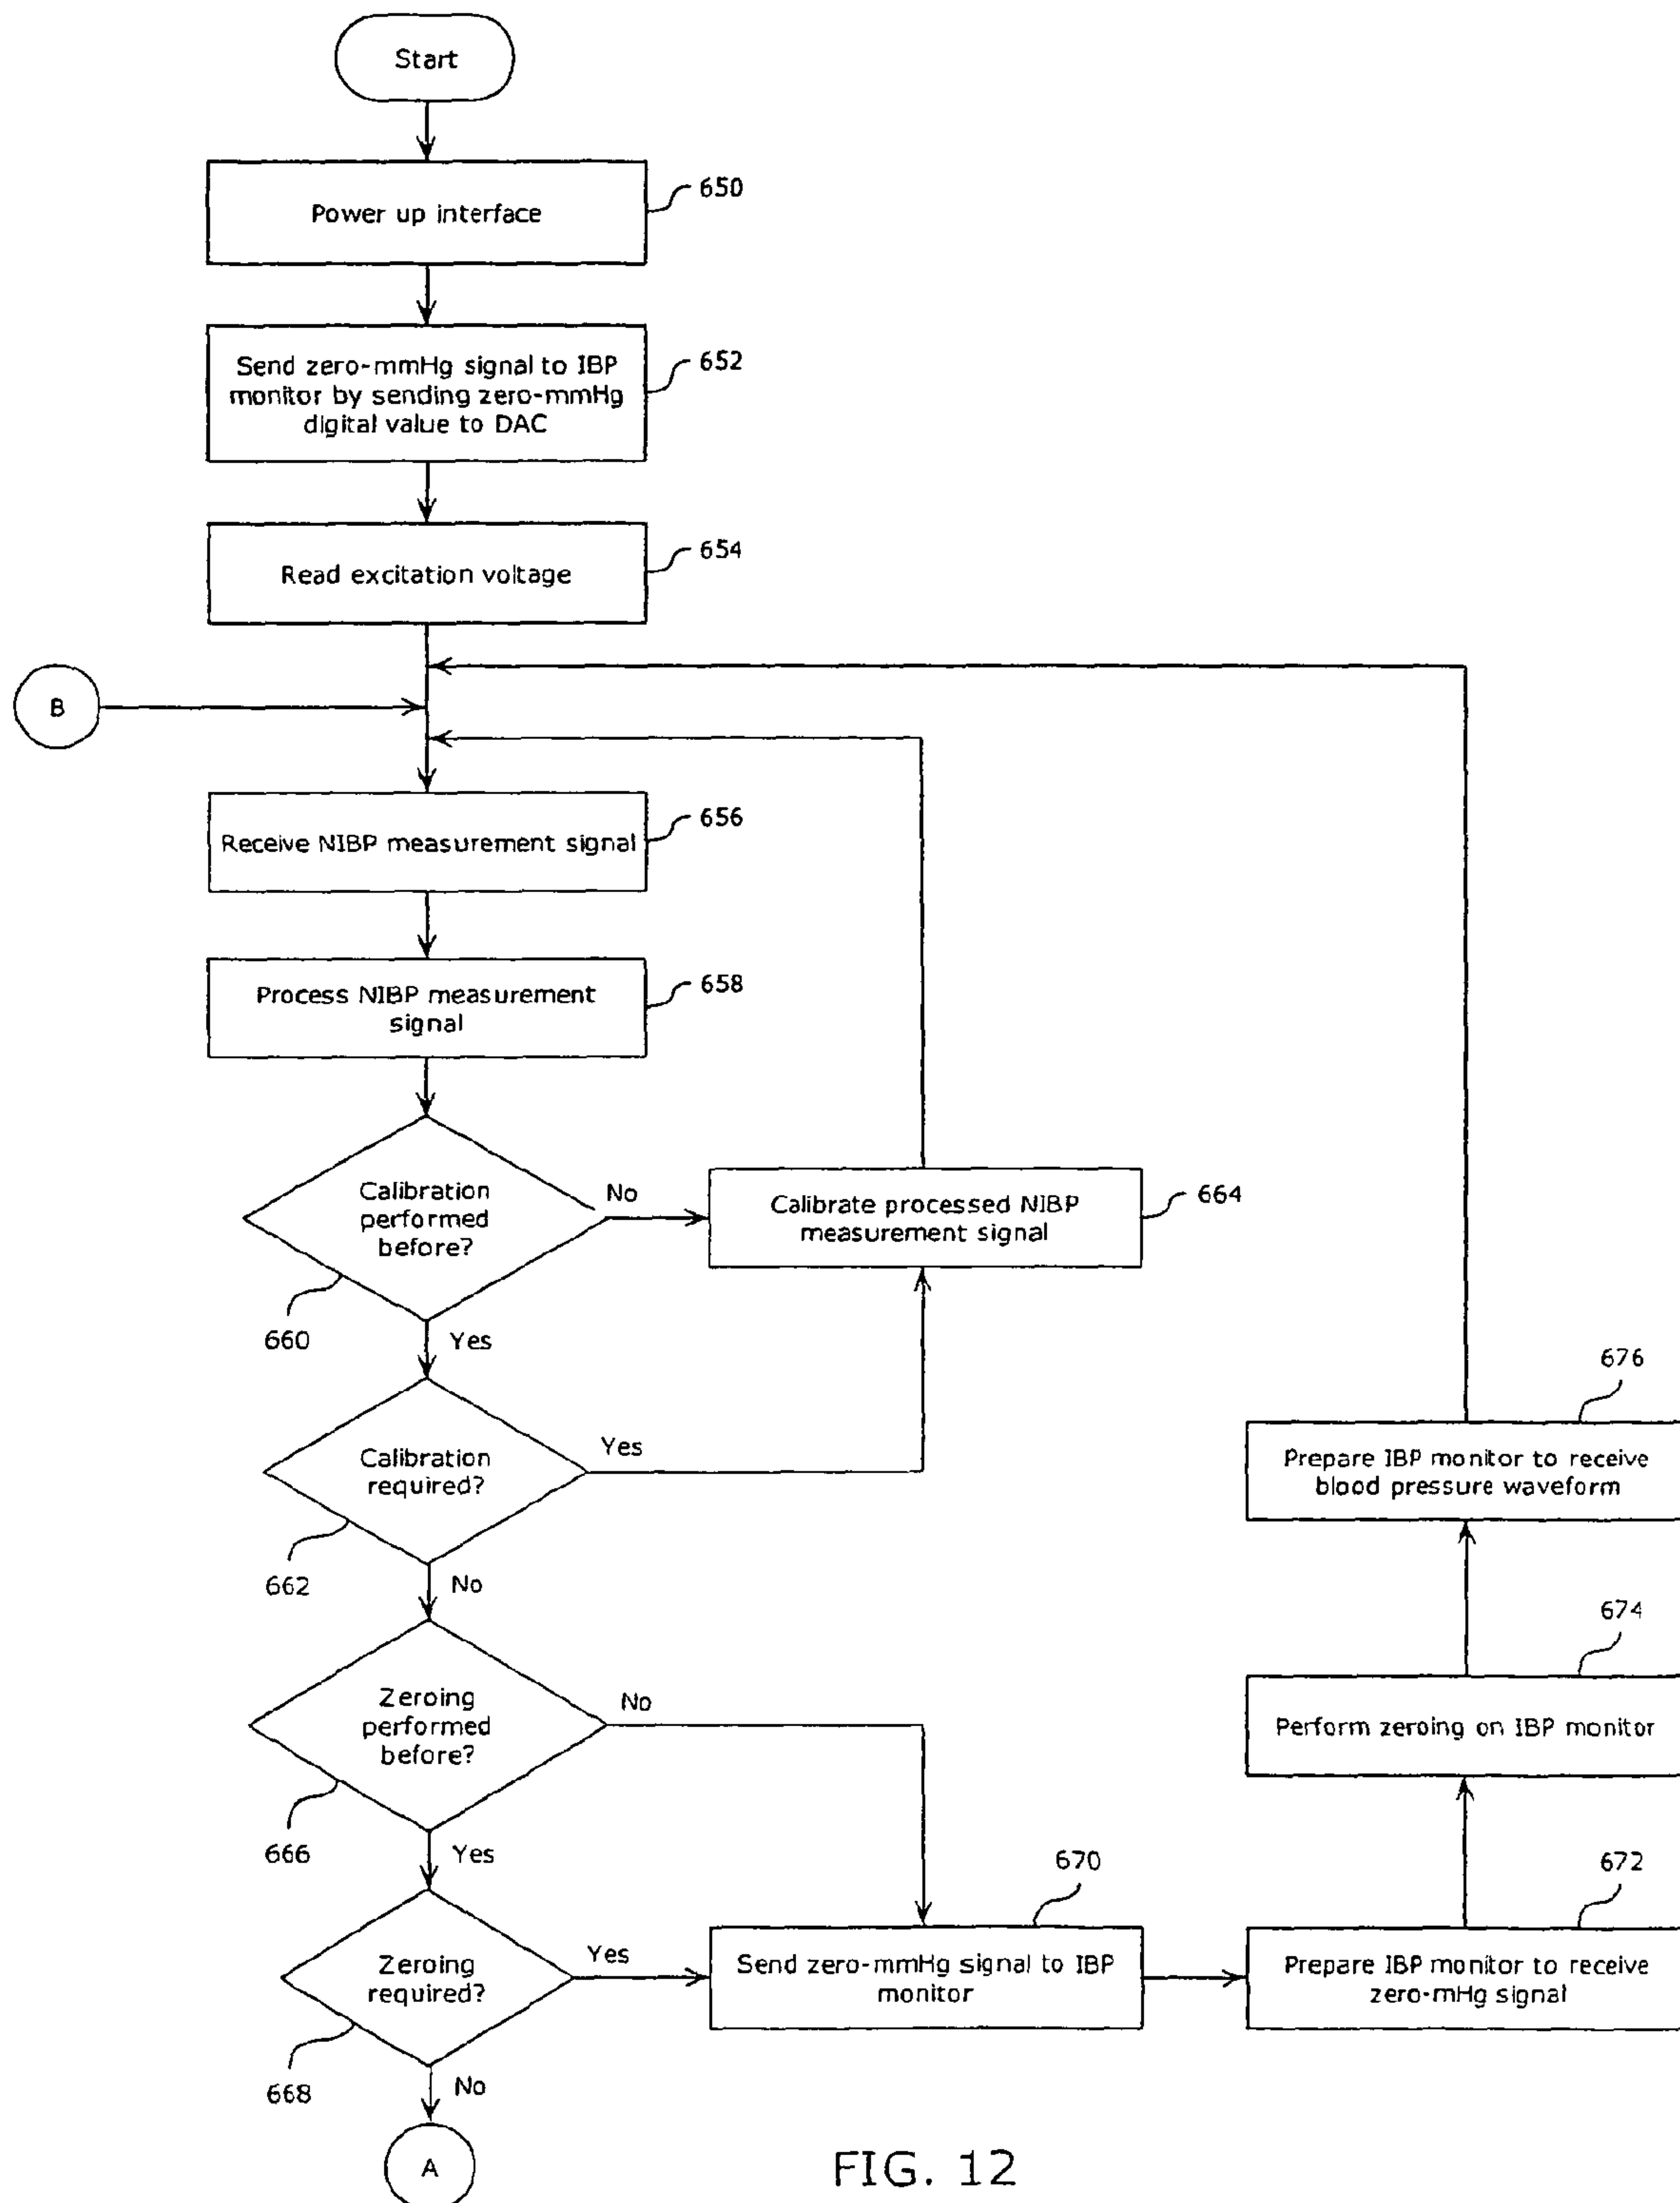 Start
Power up interface
650
Send zero-mmHg signal to IBP
monitor by sending zero-mmHg
digital value to DAC
652
Read excitation voltage
654
B
Receive NIBP measurement signal
656
Process NIBP measurement
signal
658
Calibration
performed
before?
No
660
Yes
Calibrate processed NIBP
measurement signal
664
Calibration
required?
Yes
662
No
Zeroing
performed
before?
No
666
Yes
Zeroing
required?
Yes
668
No
A
Send zero-mmHg signal to IBP
monitor
670
Prepare IBP monitor to receive
zero-mHg signal
672
Perform zeroing on IBP monitor
674
Prepare IBP monitor to receive
blood pressure waveform
676
FIG. 12